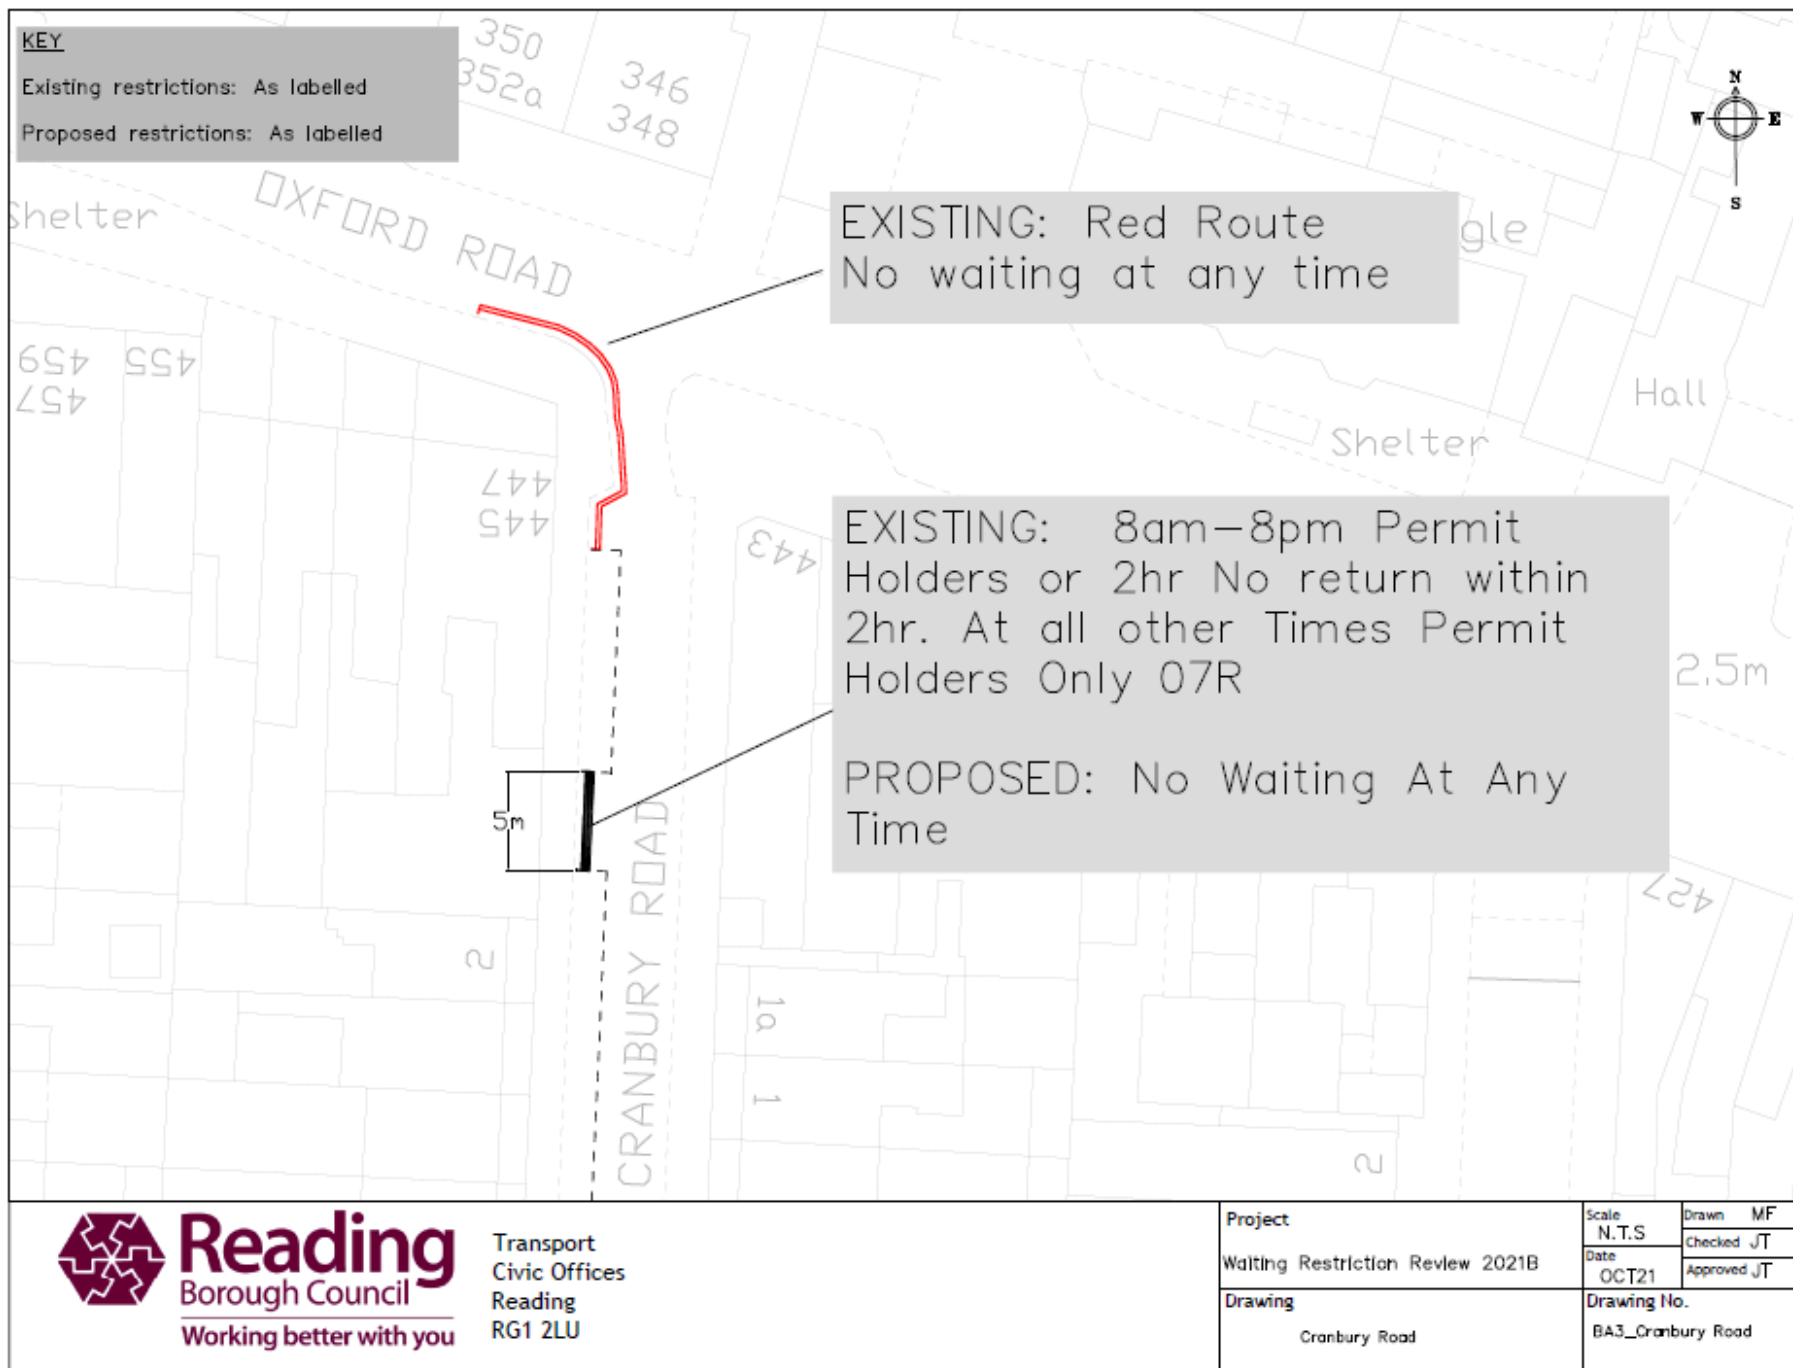 KEY
Existing restrictions: As labelled
Proposed restrictions: As labelled
350
352a
346
348
N
W E
S
Shelter
OXFORD ROAD
EXISTING: Red Route
No waiting at any time
gle
459
457
455
Hall
Shelter
447
445
443
EXISTING: 8am-8pm Permit
Holders or 2hr No return within
2hr. At all other Times Permit
Holders Only 07R
PROPOSED: No Waiting At Any
Time
2.5m
5m
CRANBURY ROAD
427
2
1a
1
2
Reading
Borough Council
Working better with you
Transport
Civic Offices
Reading
RG1 2LU
Project
Waiting Restriction Review 2021B
Drawing
Cranbury Road
Scale
N.T.S
Date
OCT21
Drawn MF
Checked JT
Approved JT
Drawing No.
BA3_Cranbury Road